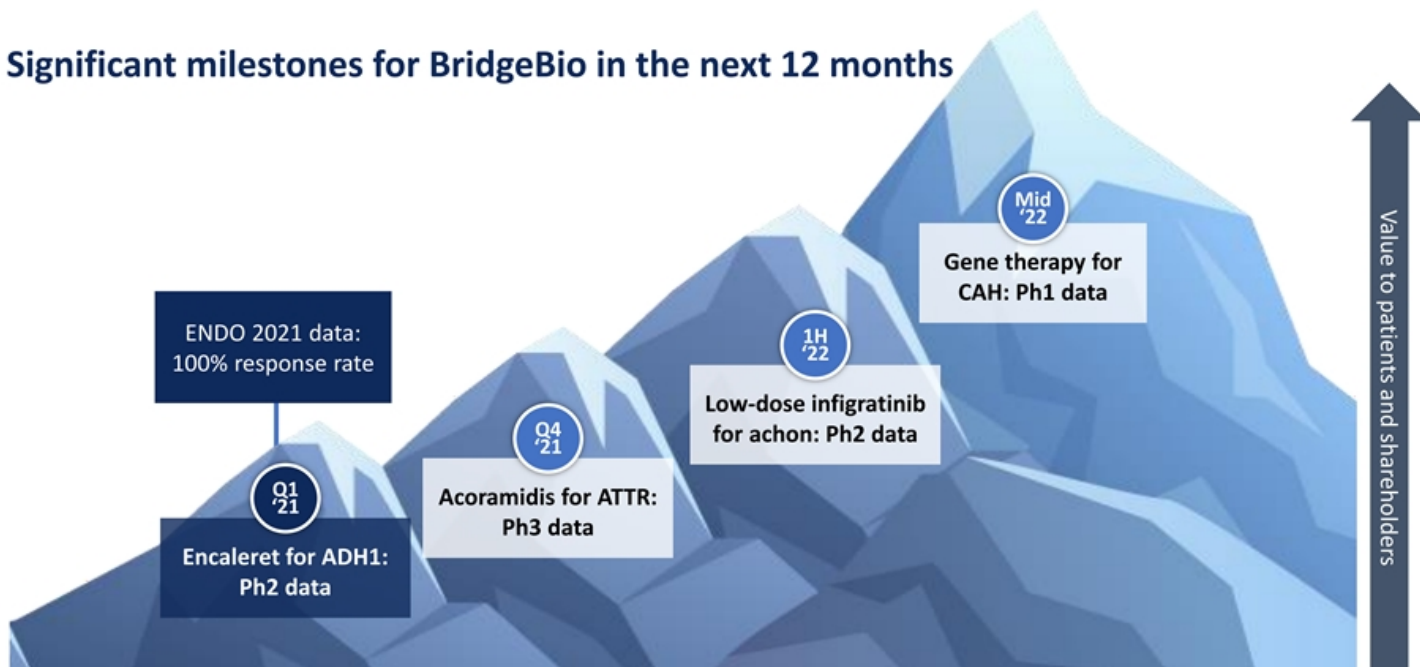 Significant milestones for BridgeBio in the next 12 months
ENDO 2021 data:
100% response rate
Q1
‘21
Encaleret for ADH1:
Ph2 data
Q4
‘21
Acoramidis for ATTR:
Ph3 data
1H
‘22
Low-dose infigratinib
for achon: Ph2 data
Mid
‘22
Gene therapy for
CAH: Ph1 data
Value to patients and shareholders